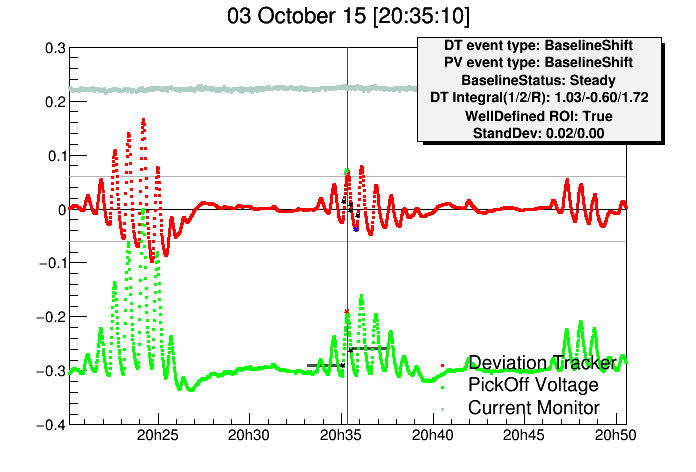 03 October 15 [20:35:10]
DT event type: BaselineShift
PV event type: BaselineShift
BaselineStatus: Steady
DT Integral(1/2/R): 1.03/-0.60/1.72
WellDefined ROI: True
StandDev: 0.02/0.00
0.3
0.2
0.1
0
-0.1
-0.2
-0.3
-0.4
Deviation Tracker
PickOff Voltage
Current Monitor
20h25 20h30 20h35 20h40 20h45 20h50